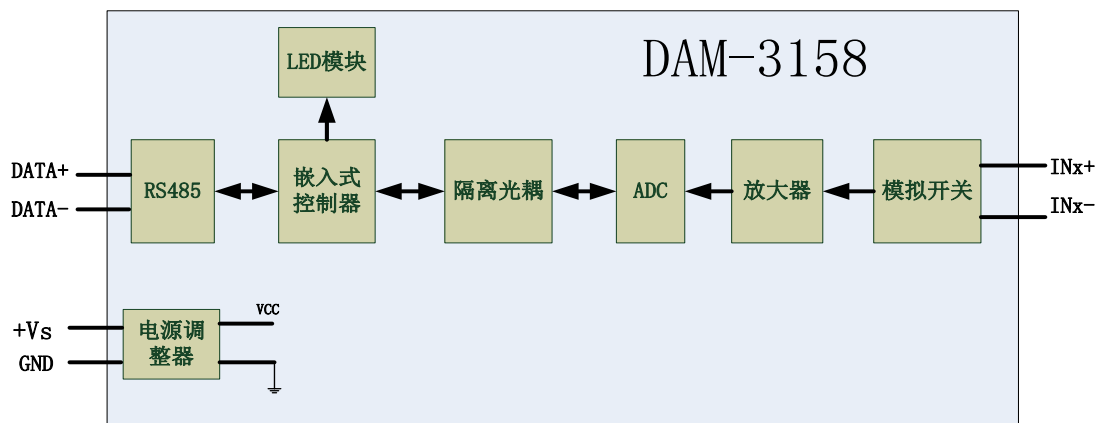 DAM-3158
LED模块
DATA+
DATA-
RS485
嵌入式
控制器
隔离光耦
ADC
放大器
模拟开关
INx+
INx-
+Vs
GND
电源调
整器
VCC